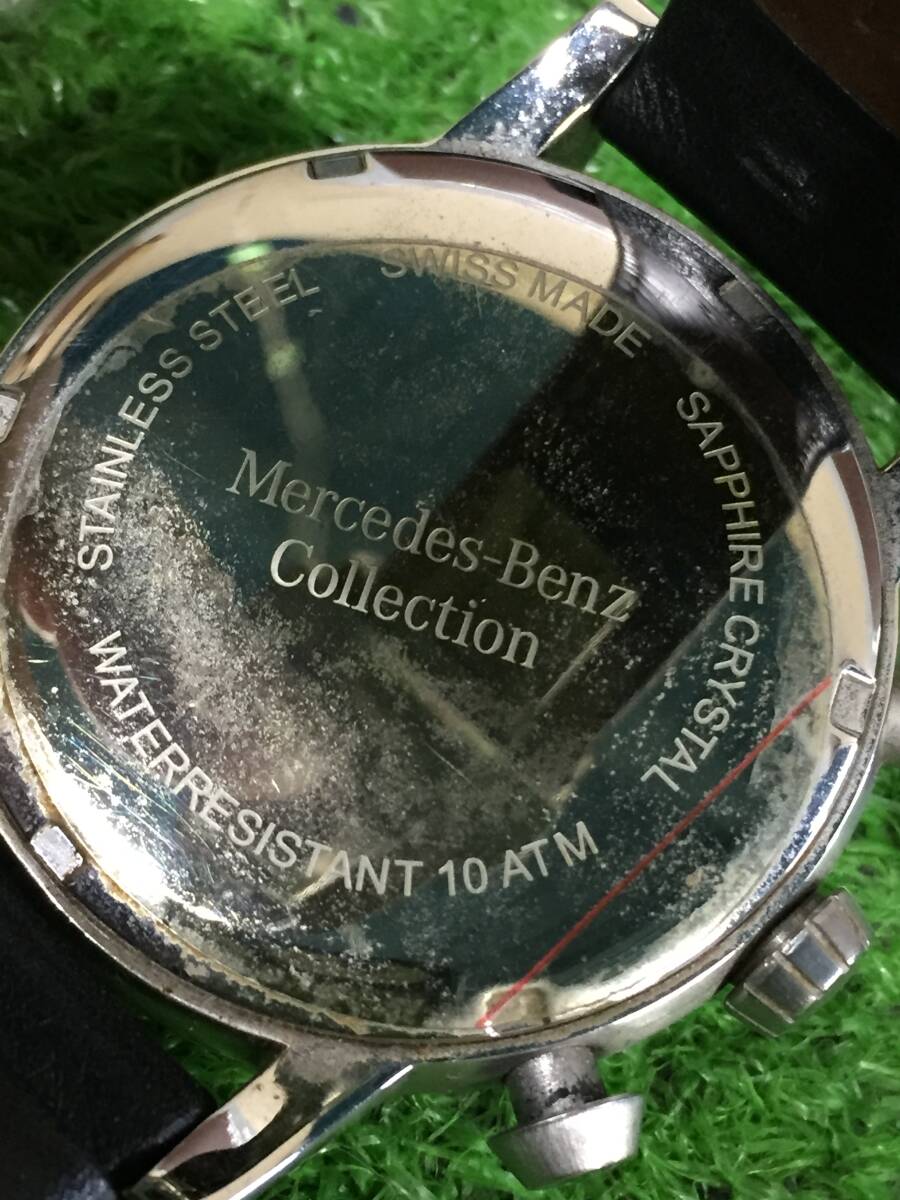 STAINLESS STEEL
SWISS MADE
SAPPHIRE CRYSTAL
Mercedes-Benz
Collection
WATERRESISTANT 10 ATM